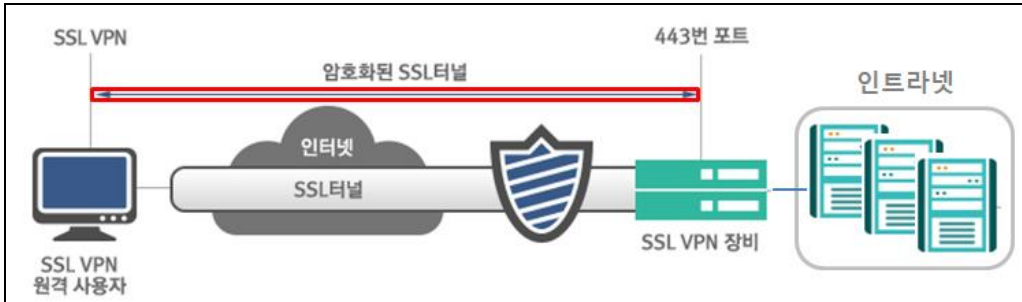 SSL VPN
443번 포트
암호화된 SSL터널
인트라넷
인터넷
SSL터널
SSL VPN 장비
SSL VPN
원격 사용자